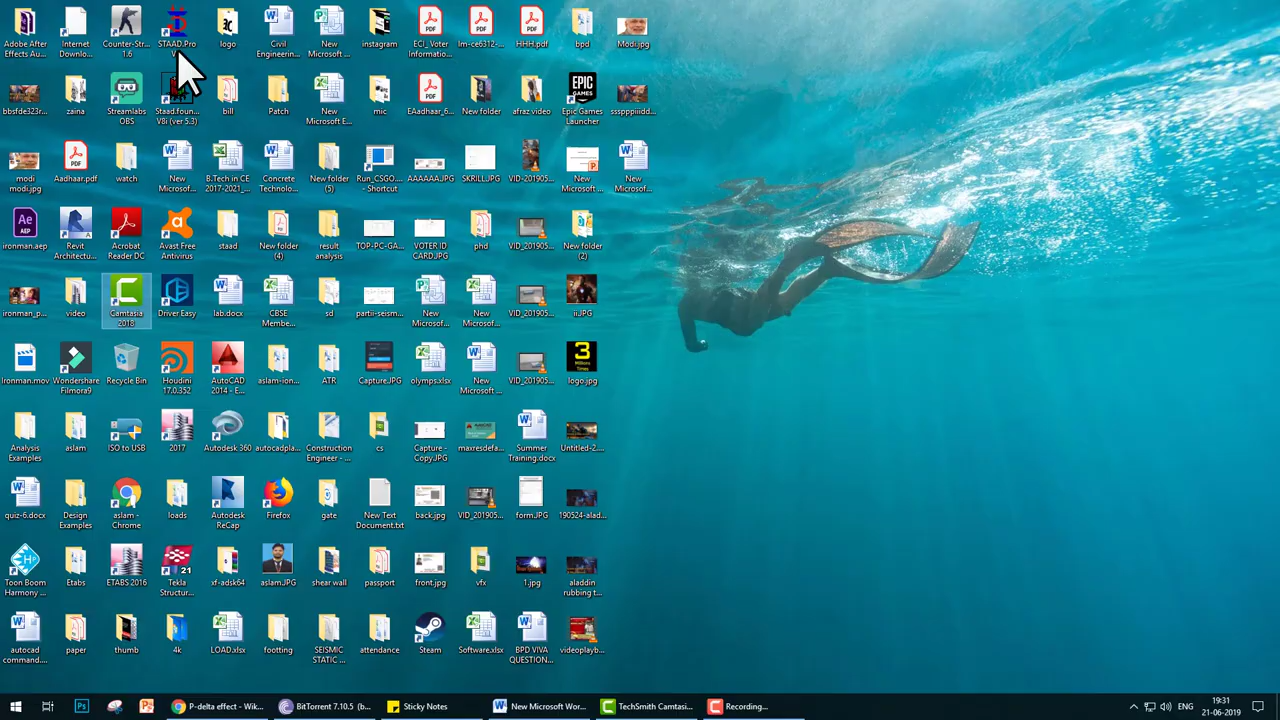 Adobe After
Effects Au...
Internet
Downlo...
Counter-Str...
1.6
STAAD.Pro
logo
Civil
Engineerin...
New
Microsoft ...
instagram
ECI_Voter
Informatio...
lm-ce6312-...
HHH.pdf
bpd
Modi.jpg
bbsfde323r...
zaina
Streamlabs
OBS
Staad.foun...
V8i (ver 5.3)
bill
Patch
New
Microsoft E...
mic
EAadhaar_6...
New folder
afraz video
Epic Games
Launcher
ssspppiiidd...
modi
modi.jpg
Aadhaar.pdf
watch
New
Microsof...
B.Tech in CE
2017-2021_...
Concrete
Technolo...
New folder
(5)
Run_CSGO....
- Shortcut
AAAAAA.JPG
SKRILL.JPG
VID-201905...
New
Microsof...
New
Microsof...
ironman.aep
Revit
Architectu...
Acrobat
Reader DC
Avast Free
Antivirus
staad
New folder
(4)
result
analysis
TOP-PC-GA...
VOTER ID
CARD.JPG
phd
VID_201905...
New folder
(2)
ironman_p...
video
Camtasia
2018
Driver Easy
lab.docx
CBSE
Membe...
sd
partii-seism...
New
Microsof...
New
Microsof...
VID_201905...
ii.JPG
Ironman.mov
Wondershare
Filmora9
Recycle Bin
Houdini
17.0.352
AutoCAD
2014 - E...
aslam-ion...
ATR
Capture.JPG
olymps.xlsx
New
Microsof...
VID_201905...
3
Millions
Times
logo.jpg
Analysis
Examples
aslam
ISO to USB
2017
Autodesk 360
autocadpla...
Construction
Engineer - ...
cs
Capture -
Copy.JPG
maxresdefa...
Summer
Training.docx
Untitled-2....
quiz-6.docx
Design
Examples
aslam -
Chrome
loads
Autodesk
ReCap
Firefox
gate
New Text
Document.txt
back.jpg
VID_201905...
form.JPG
190524-alad...
Toon Boom
Harmony ...
Etabs
ETABS 2016
Tekla
Structur...
xf-adsk64
aslam.JPG
shear wall
passport
front.jpg
vfx
1.jpg
aladdin
rubbing t...
autocad
command....
paper
thumb
4k
LOAD.xlsx
footting
SEISMIC
STATIC ...
attendance
Steam
Software.xlsx
BPD VIVA
QUESTION...
videoplayb...
P-delta effect - Wik...
BitTorrent 7.10.5 (b...
Sticky Notes
New Microsoft Wor...
TechSmith Camtasi...
Recording...
ENG
19:31
21-06-2019